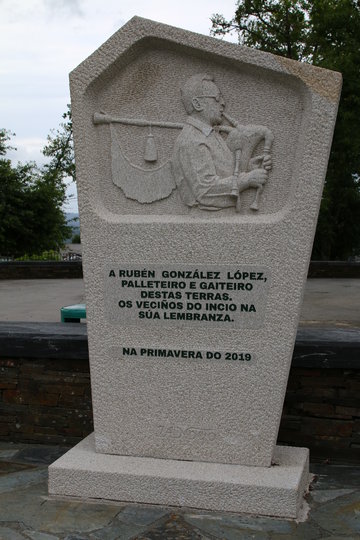 A RUBÉN GONZÁLEZ LÓPEZ,
PALLETEIRO E GAITEIRO
DESTAS TERRAS.
OS VECIÑOS DO INCIO NA
SÚA LEMBRANZA.
NA PRIMAVERA DO 2019